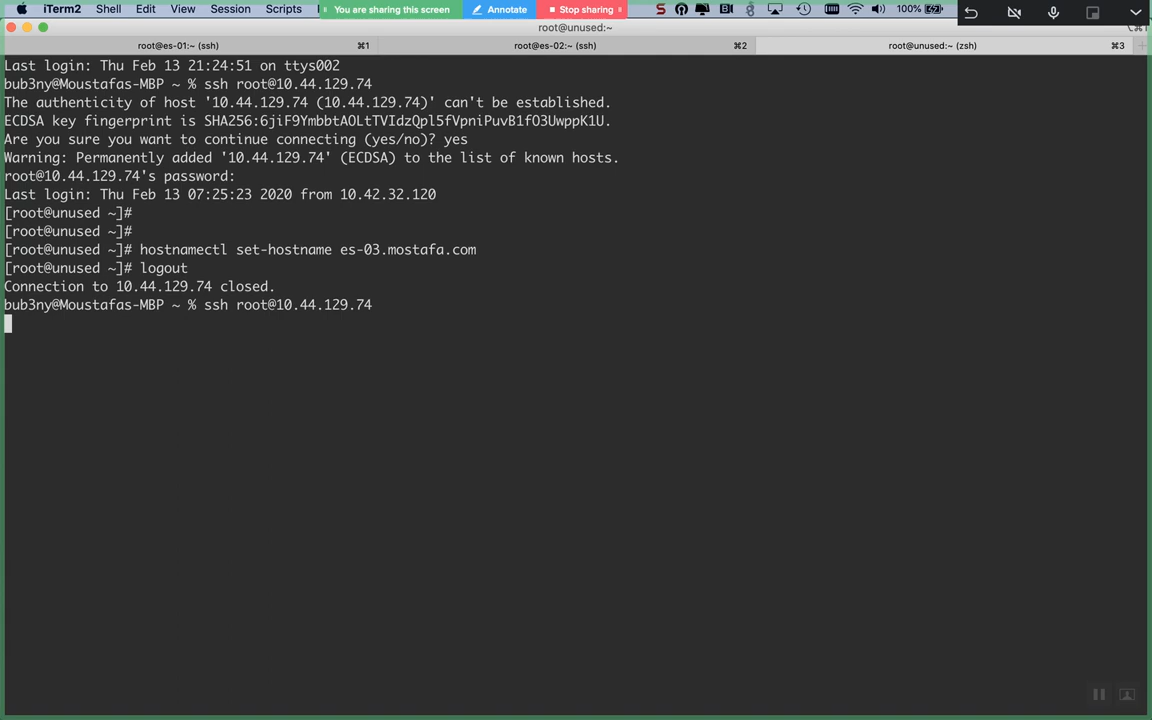 iTerm2 Shell Edit View Session Scripts You are sharing this screen Annotate Stop sharing 100%
root@unused:~ ⌥⌘1
root@es-01:~ (ssh) ⌘1 root@es-02:~ (ssh) ⌘2 root@unused:~ (zsh) ⌘3
Last login: Thu Feb 13 21:24:51 on ttys002
bub3ny@Moustafas-MBP ~ % ssh root@10.44.129.74
The authenticity of host '10.44.129.74 (10.44.129.74)' can't be established.
ECDSA key fingerprint is SHA256:6jiF9YmbbtAOLtTVIdzQpl5fVpniPuvB1fO3UwppK1U.
Are you sure you want to continue connecting (yes/no)? yes
Warning: Permanently added '10.44.129.74' (ECDSA) to the list of known hosts.
root@10.44.129.74's password:
Last login: Thu Feb 13 07:25:23 2020 from 10.42.32.120
[root@unused ~]#
[root@unused ~]#
[root@unused ~]# hostnamectl set-hostname es-03.mostafa.com
[root@unused ~]# logout
Connection to 10.44.129.74 closed.
bub3ny@Moustafas-MBP ~ % ssh root@10.44.129.74